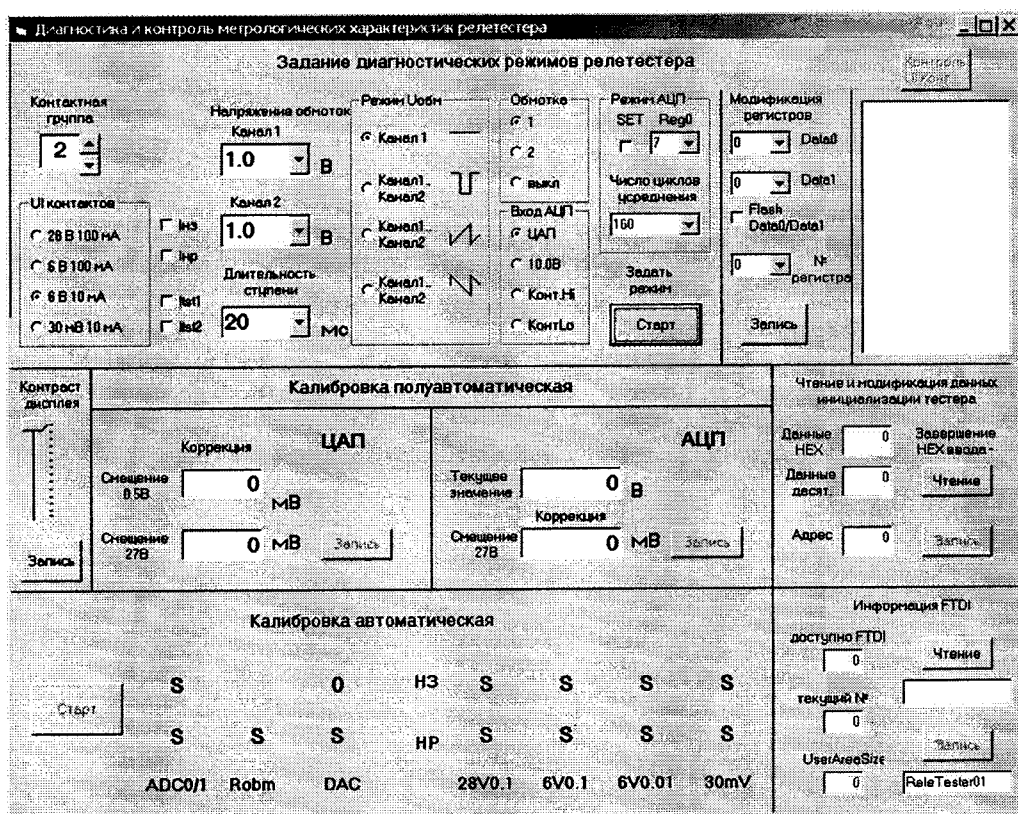 Диагностика и контроль метрологических характеристик релетестера
Задание диагностических режимов релетестера
Контроль
UI Конт.
Контактная
группа
2
UI контактов
28 В 100 мА
6 В 100 мА
6 В 10 мА
30 мВ 10 мА
Iнз
Iнр
Itst1
Itst2
Напряжение обмоток
Канал 1
1.0
В
Канал 2
1.0
В
Длительность
ступени
20
мс
Режим Uобм
Канал 1
Канал1..
Канал2
Канал1..
Канал2
Канал1..
Канал2
Обмотка
1
2
выкл
Вход АЦП
ЦАП
10.0В
Конт.Hi
КонтLo
Режим АЦП
SET Reg0
7
Число циклов
усреднения
160
Задать
режим
Старт
Модификация
регистров
0 Data0
0 Data1
Flash
Data0/Data1
0
№
регистра
Запись
Контраст
дисплея
Запись
Калибровка полуавтоматическая
Коррекция
ЦАП
Смещение
0.5В
0
мВ
Смещение
27В
0 мВ
Запись
АЦП
Текущее
значение
0
В
Коррекция
Смещение
27В
0 мВ
Запись
Чтение и модификация данных
инициализации тестера
Данные
HEX
0
Завершение
HEX ввода -
Данные
десят.
0
Чтение
Адрес
0
Запись
Калибровка автоматическая
Старт
S 0 НЗ S S S S
S S S НР S S S S
ADC0/1 Robm DAC 28V0.1 6V0.1 6V0.01 30mV
Информация FTDI
доступно FTDI
0
Чтение
текущий №
0
Запись
UserAreaSize
0
ReleTester01